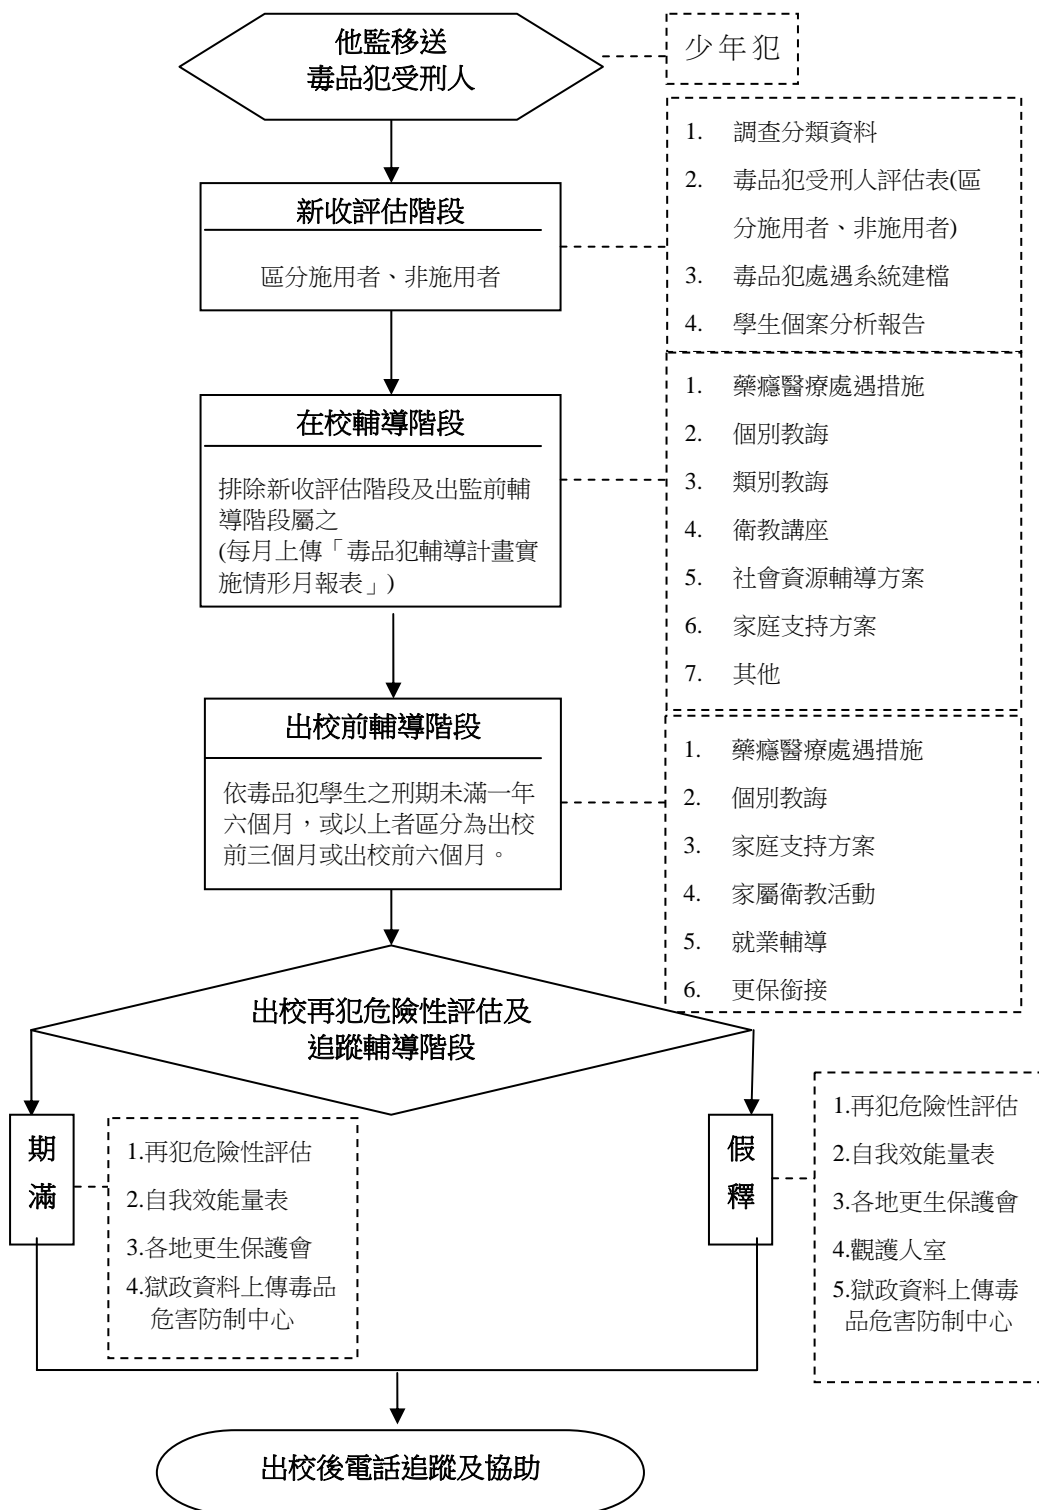 他監移送
毒品犯受刑人
少年犯
新收評估階段
區分施用者、非施用者
1. 調查分類資料
2. 毒品犯受刑人評估表(區
分施用者、非施用者)
3. 毒品犯處遇系統建檔
4. 學生個案分析報告
在校輔導階段
排除新收評估階段及出監前輔
導階段屬之
(每月上傳「毒品犯輔導計畫實
施情形月報表」)
1. 藥癮醫療處遇措施
2. 個別教誨
3. 類別教誨
4. 衛教講座
5. 社會資源輔導方案
6. 家庭支持方案
7. 其他
出校前輔導階段
依毒品犯學生之刑期未滿一年
六個月，或以上者區分為出校
前三個月或出校前六個月。
1. 藥癮醫療處遇措施
2. 個別教誨
3. 家庭支持方案
4. 家屬衛教活動
5. 就業輔導
6. 更保銜接
出校再犯危險性評估及
追蹤輔導階段
期
滿
1.再犯危險性評估
2.自我效能量表
3.各地更生保護會
4.獄政資料上傳毒品
危害防制中心
假
釋
1.再犯危險性評估
2.自我效能量表
3.各地更生保護會
4.觀護人室
5.獄政資料上傳毒
品危害防制中心
出校後電話追蹤及協助